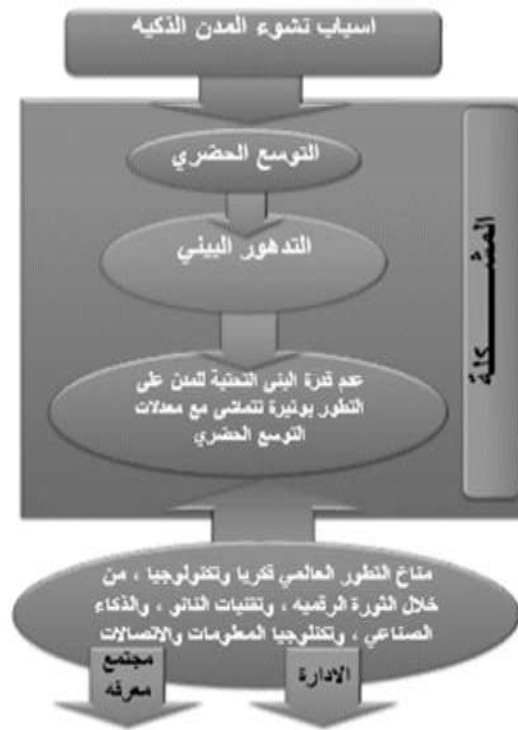 اسباب نشوء المدن الذكيه
التوسع الحضري
المشكلة
التدهور البيئي
عدم قدرة البنى التحتية للمدن على
التطور بوتيرة تتماشى مع معدلات
التوسع الحضري
مناخ التطور العالمي فكريا وتكنولوجيا ، من
خلال الثورة الرقميه ، وتقنيات النانو ، والذكاء
الصناعي ، وتكنلوجيا المعلومات والاتصالات
الادارة
مجتمع
معرفه